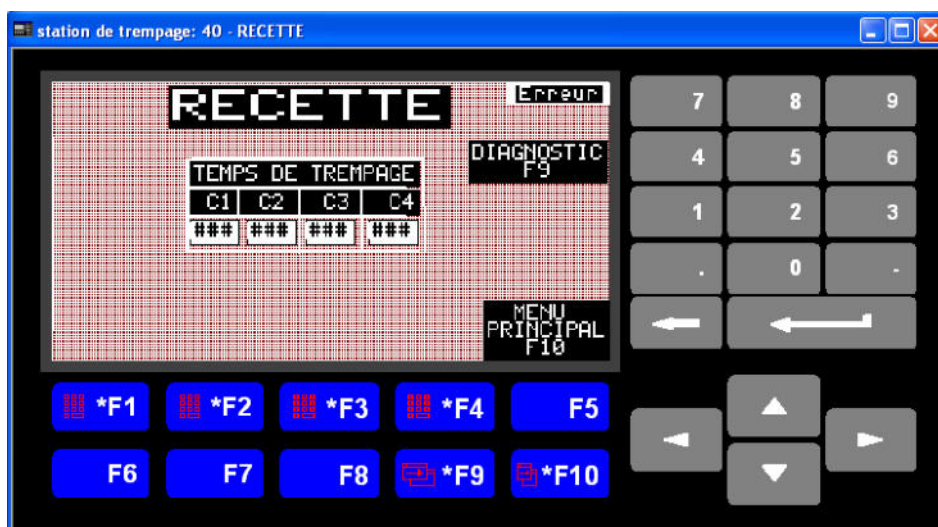 station de trempage: 40 - RECETTE
RECETTE
Erreur
DIAGNOSTIC
F9
TEMPS DE TREMPAGE
C1 C2 C3 C4
### ### ### ###
MENU
PRINCIPAL
F10
7 8 9
4 5 6
1 2 3
. 0 -
*F1 *F2 *F3 *F4 F5
F6 F7 F8 *F9 *F10